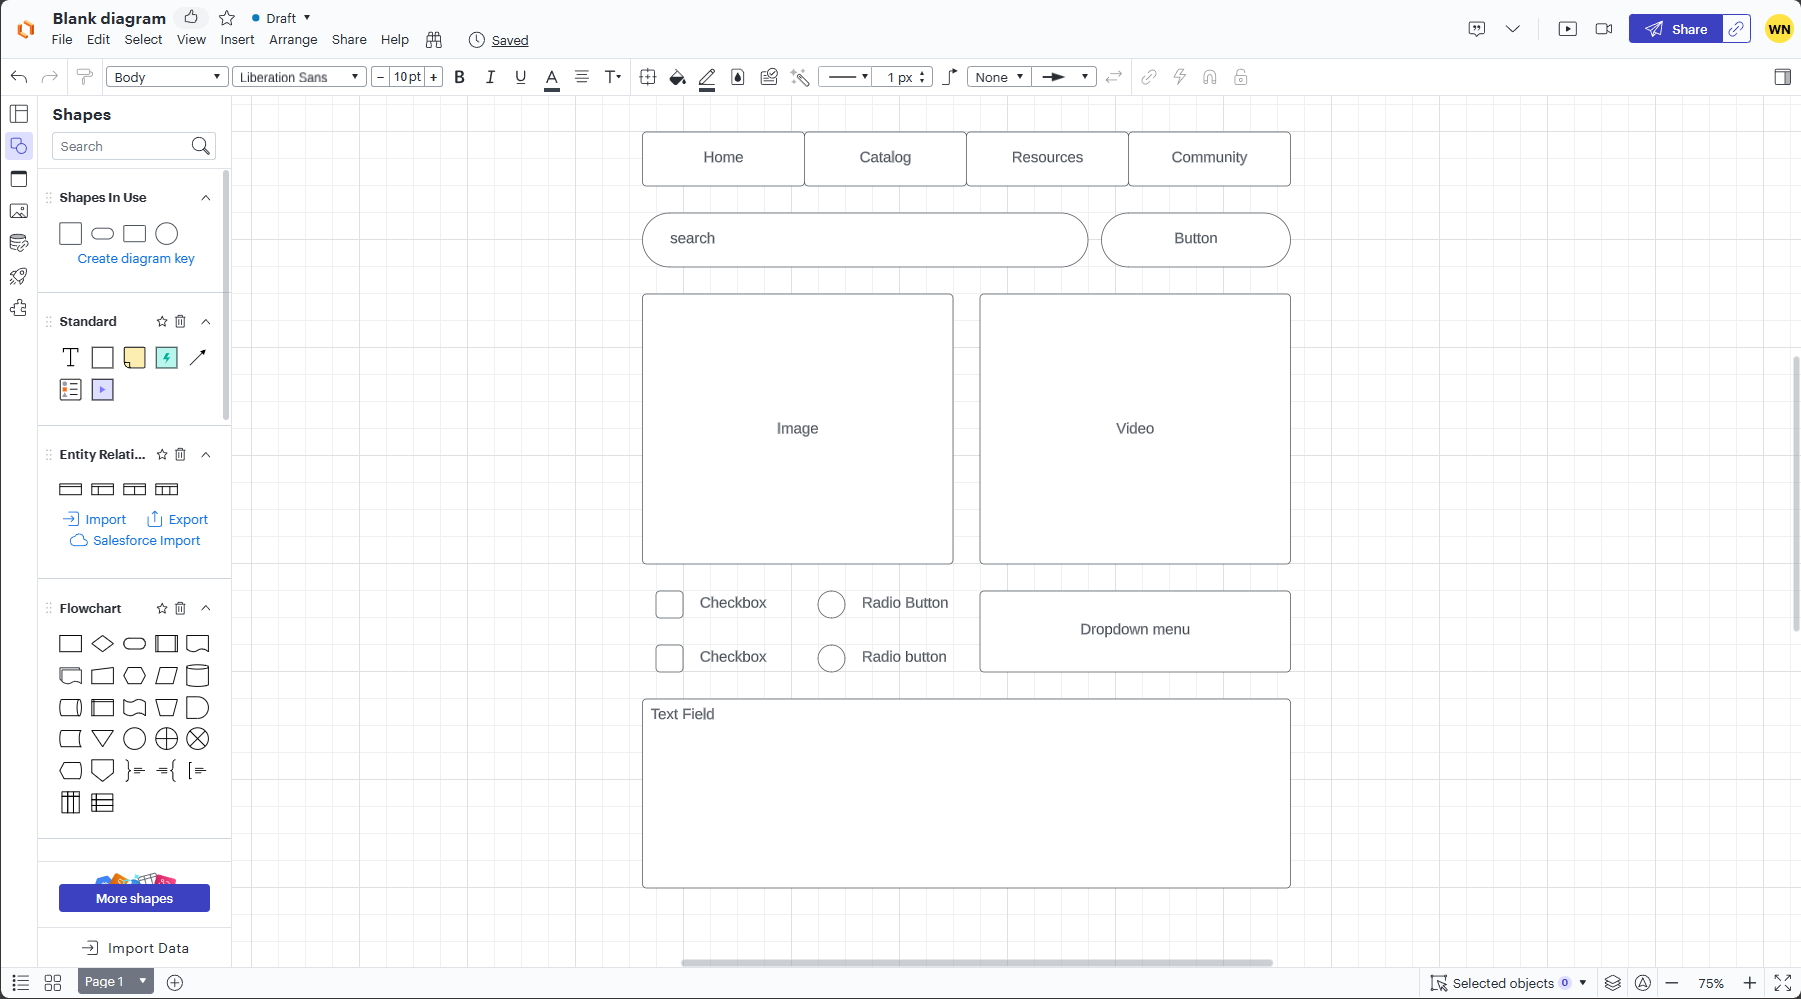 Blank diagram
Draft
File Edit Select View Insert Arrange Share Help Saved
Share
WN
Body
Liberation Sans
− 10 pt +
B I U A T
1 px
None
Shapes
Search
Shapes In Use
Create diagram key
Standard
T
Entity Relati...
Import Export
Salesforce Import
Flowchart
More shapes
Import Data
Home Catalog Resources Community
search
Button
Image
Video
Checkbox Radio Button
Dropdown menu
Checkbox Radio button
Text Field
Page 1
Selected objects 0
75%